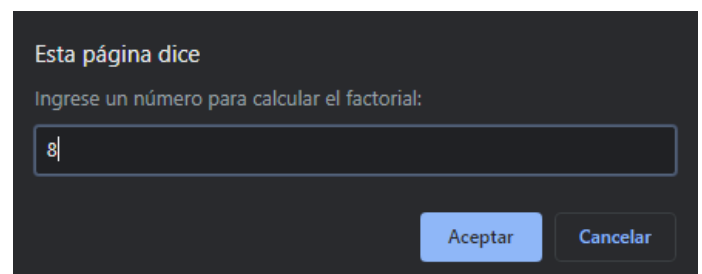 Esta página dice
Ingrese un número para calcular el factorial:
8
Aceptar Cancelar